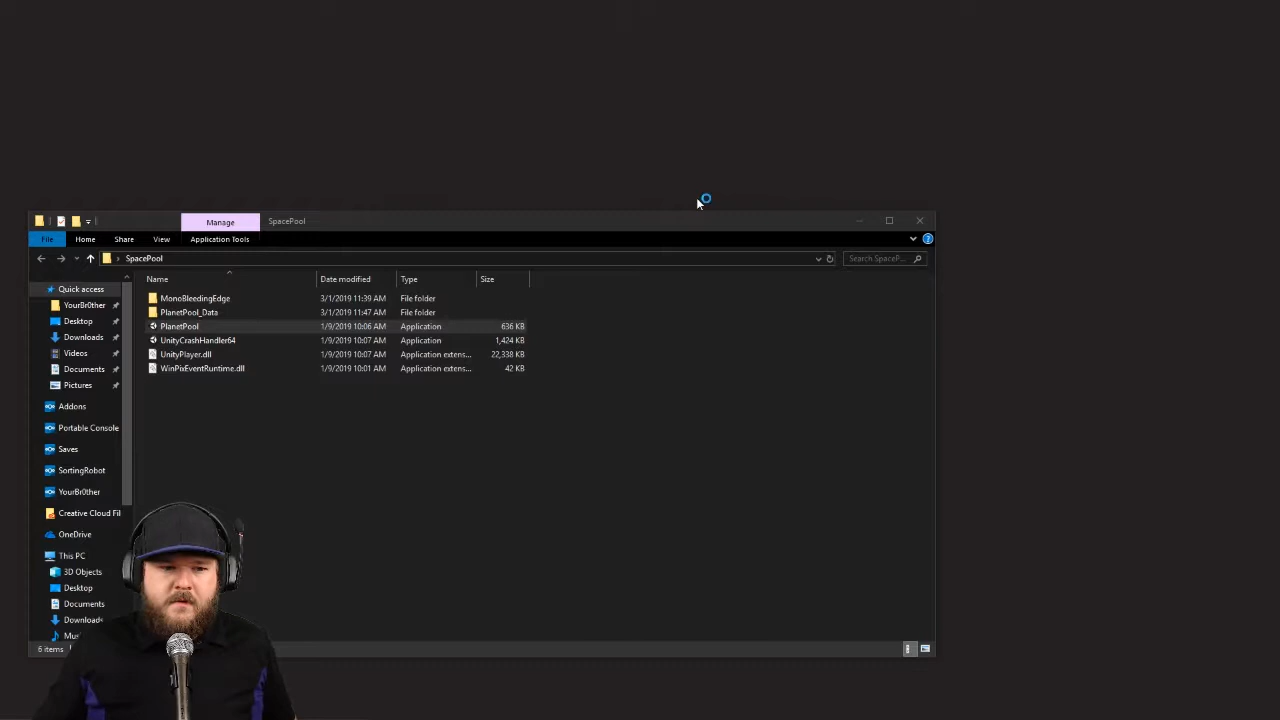 Manage
SpacePool
File
Home
Share
View
Application Tools
SpacePool
Search SpaceP...
Name
Date modified
Type
Size
MonoBleedingEdge
3/1/2019 11:39 AM
File folder
PlanetPool_Data
3/1/2019 11:47 AM
File folder
PlanetPool
1/9/2019 10:06 AM
Application
636 KB
UnityCrashHandler64
1/9/2019 10:07 AM
Application
1,424 KB
UnityPlayer.dll
1/9/2019 10:07 AM
Application extens...
22,338 KB
WinPixEventRuntime.dll
1/9/2019 10:01 AM
Application extens...
42 KB
Quick access
YourBr0ther
Desktop
Downloads
Videos
Documents
Pictures
Addons
Portable Console
Saves
SortingRobot
YourBr0ther
Creative Cloud Fil
OneDrive
This PC
3D Objects
Desktop
Documents
Downloads
Mus
6 items